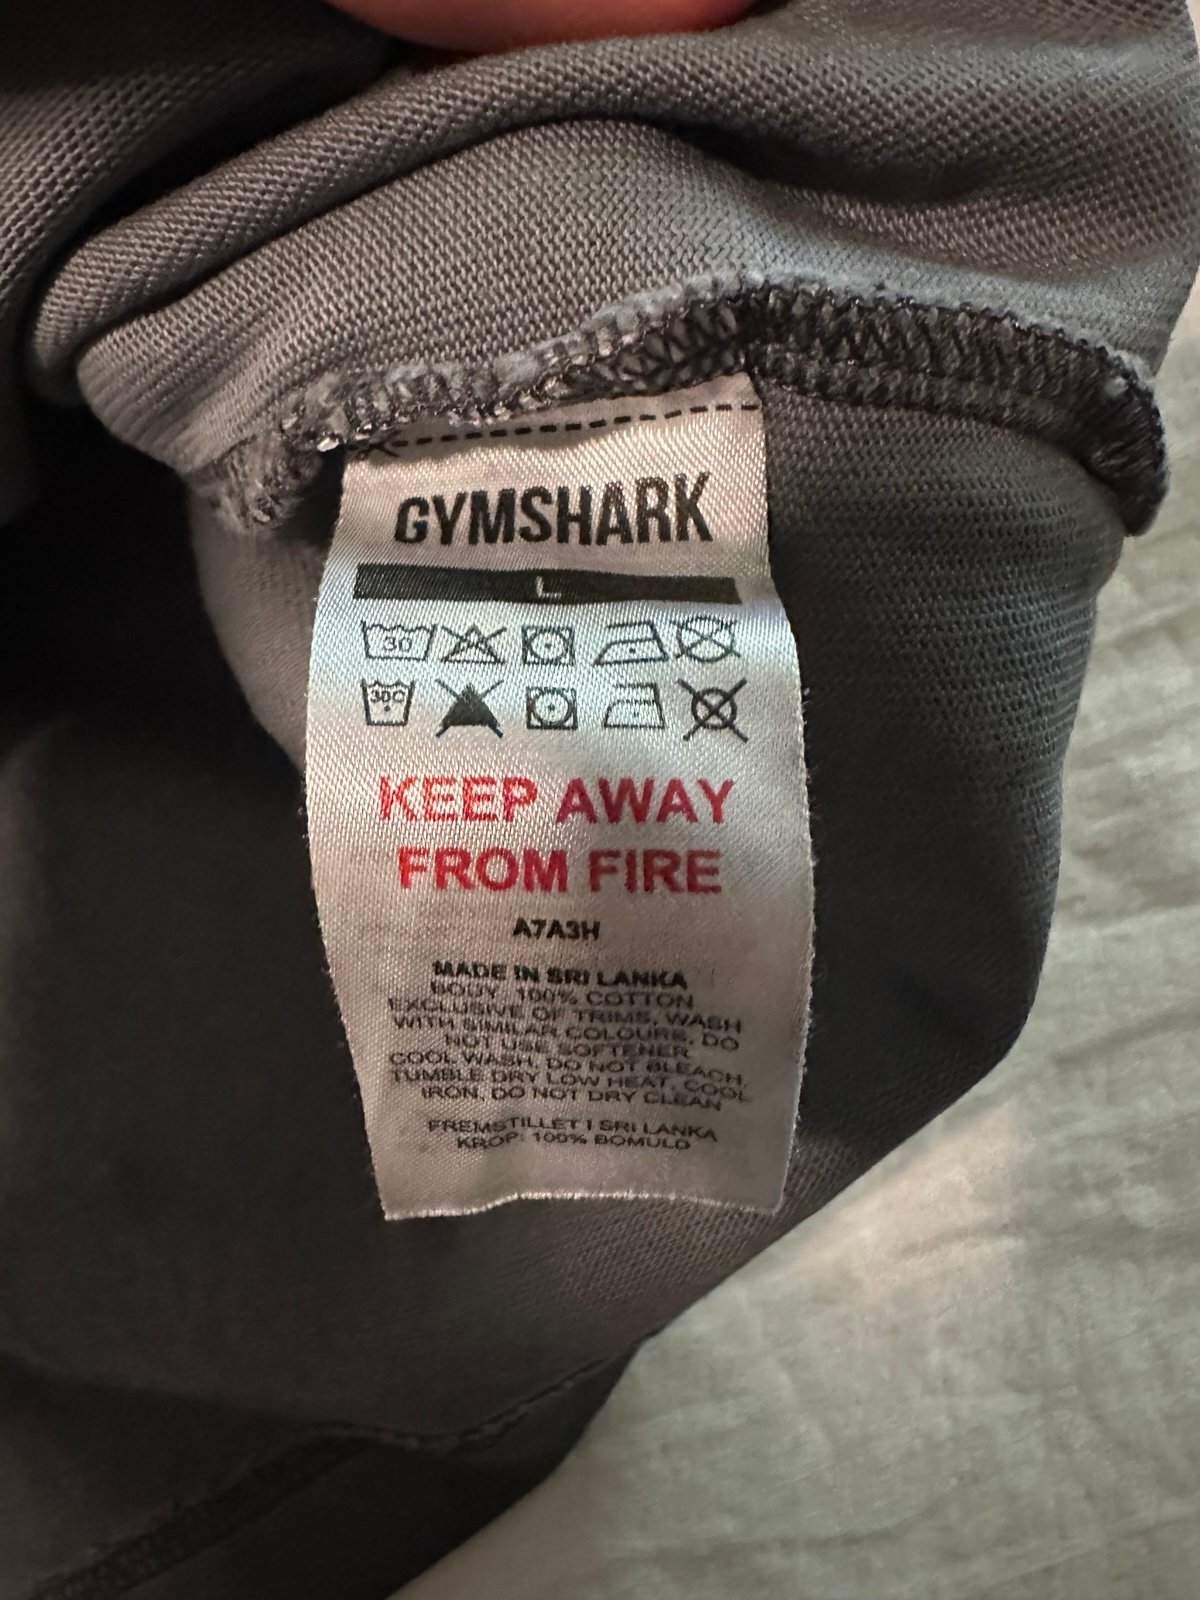 GYMSHARK
L
30
30C
KEEP AWAY
FROM FIRE
A7A3H
MADE IN SRI LANKA
BODY: 100% COTTON
EXCLUSIVE OF TRIMS, WASH
WITH SIMILAR COLOURS, DO
NOT USE SOFTENER
COOL WASH, DO NOT BLEACH,
TUMBLE DRY LOW HEAT, COOL
IRON, DO NOT DRY CLEAN
FREMSTILLET I SRI LANKA
KROP: 100% BOMULD